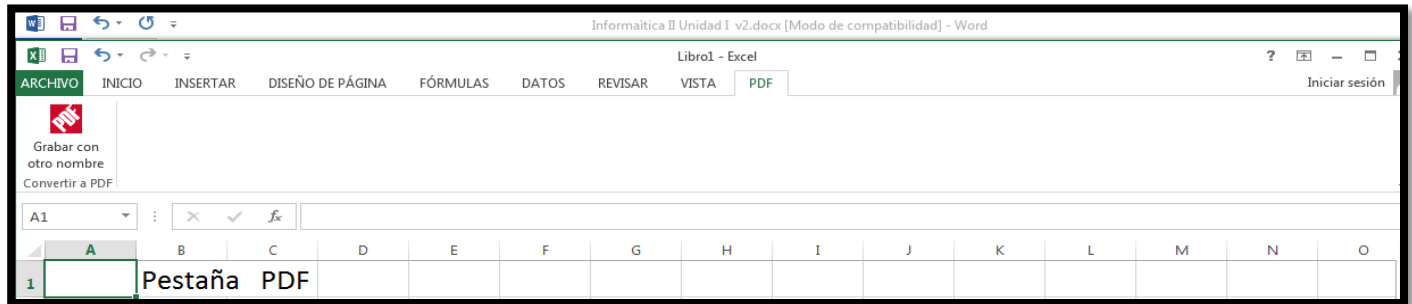 Informaìtica II Unidad I v2.docx [Modo de compatibilidad] - Word
Libro1 - Excel
ARCHIVO INICIO INSERTAR DISEÑO DE PÁGINA FÓRMULAS DATOS REVISAR VISTA PDF Iniciar sesión
PDF
Grabar con
otro nombre
Convertir a PDF
A1 fx
A B C D E F G H I J K L M N O
1 Pestaña PDF